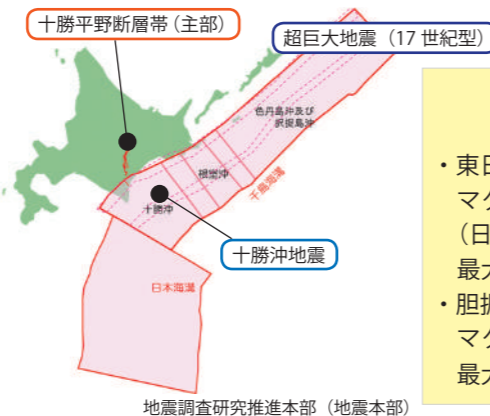 十勝平野断層帯（主部）
超巨大地震（17 世紀型）
色丹島沖及び
択捉島沖
根室沖
千島海溝
十勝沖
十勝沖地震
日本海溝
地震調査研究推進本部（地震本部）
・東日
マク
（日
最大
・胆振
マク
最大